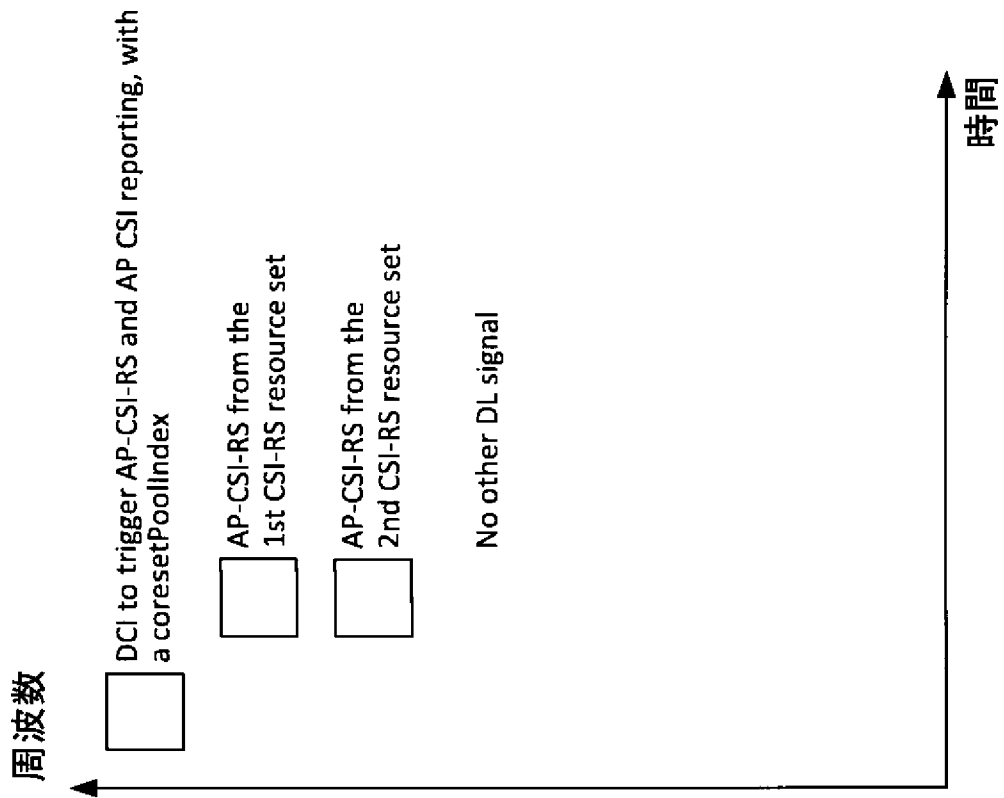 周波数
DCI to trigger AP-CSI-RS and AP CSI reporting, with
a coresetPoolIndex
AP-CSI-RS from the
1st CSI-RS resource set
AP-CSI-RS from the
2nd CSI-RS resource set
No other DL signal
時間